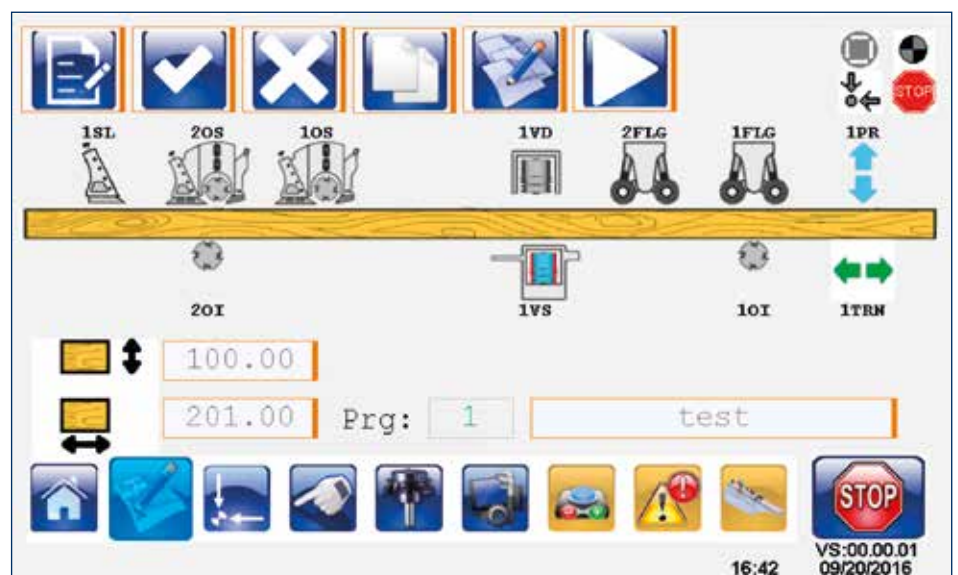 STOP
1SL 2OS 1OS 1VD 2FLG 1FLG 1PR
2OI 1VS 1OI 1TRN
100.00
201.00 Prg: 1 test
STOP
VS:00.00.01
16:42 09/20/2016